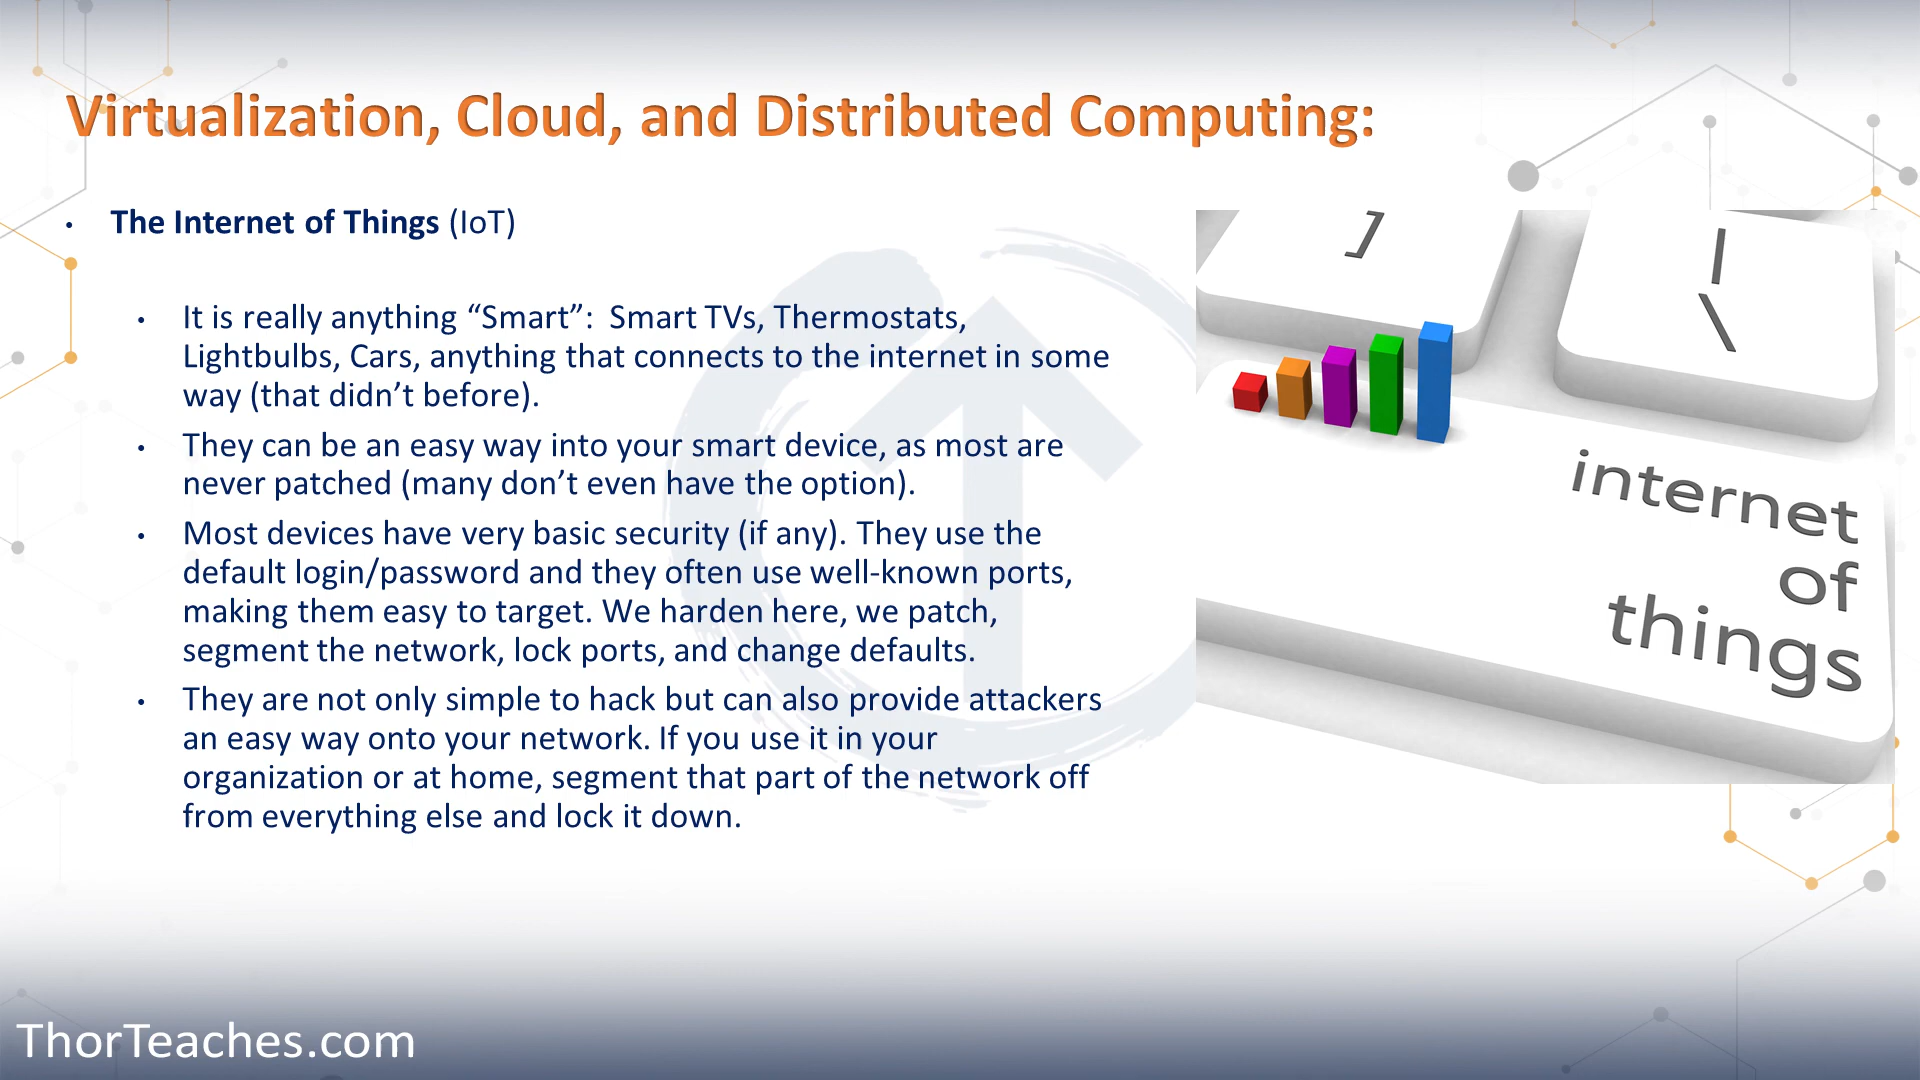 Virtualization, Cloud, and Distributed Computing:
• The Internet of Things (IoT)
• It is really anything “Smart”:  Smart TVs, Thermostats,
Lightbulbs, Cars, anything that connects to the internet in some
way (that didn’t before).
• They can be an easy way into your smart device, as most are
never patched (many don’t even have the option).
• Most devices have very basic security (if any). They use the
default login/password and they often use well-known ports,
making them easy to target. We harden here, we patch,
segment the network, lock ports, and change defaults.
• They are not only simple to hack but can also provide attackers
an easy way onto your network. If you use it in your
organization or at home, segment that part of the network off
from everything else and lock it down.
]
|
\
internet
of
things
ThorTeaches.com